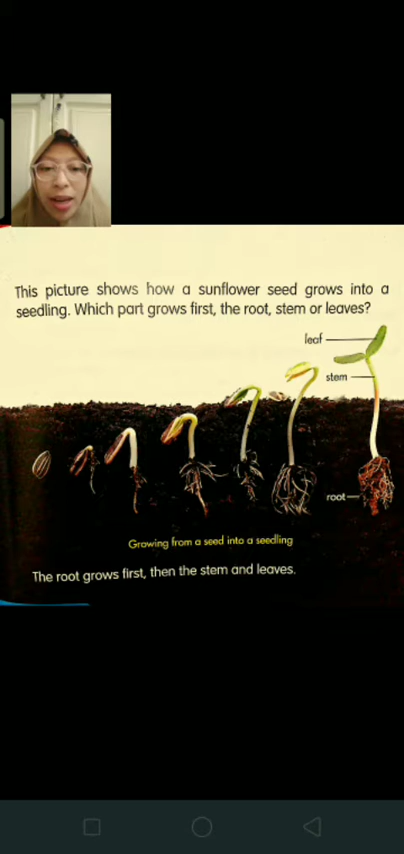 This picture shows how a sunflower seed grows into a
seedling. Which part grows first, the root, stem or leaves?
leaf
stem
root
Growing from a seed into a seedling
The root grows first, then the stem and leaves.